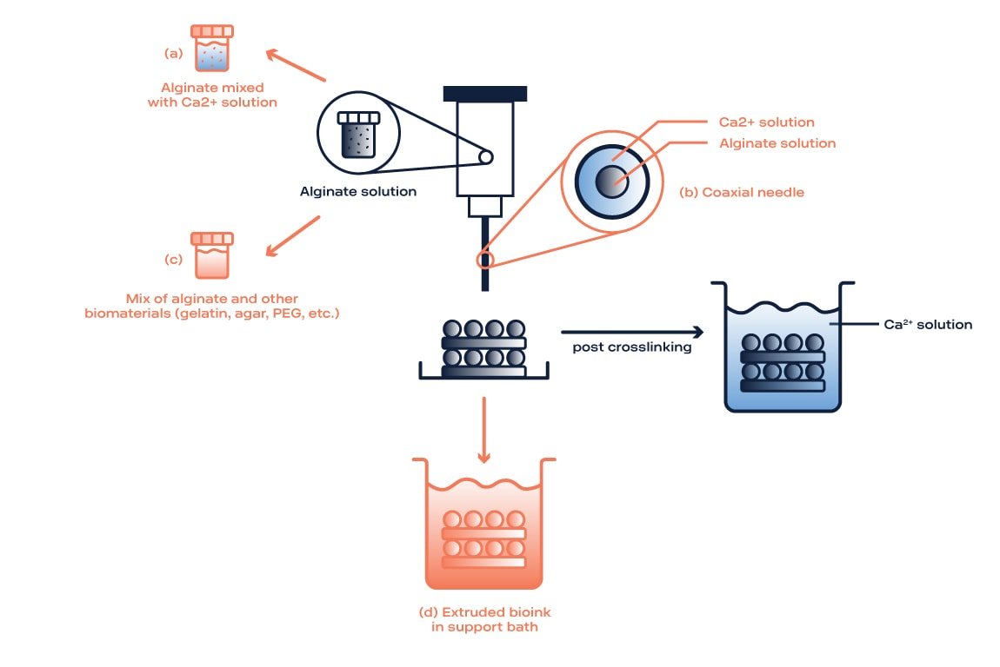 (a)
Alginate mixed
with Ca2+ solution
Alginate solution
Ca2+ solution
Alginate solution
(b) Coaxial needle
(c)
Mix of alginate and other
biomaterials (gelatin, agar, PEG, etc.)
post crosslinking
Ca²⁺ solution
(d) Extruded bioink
in support bath